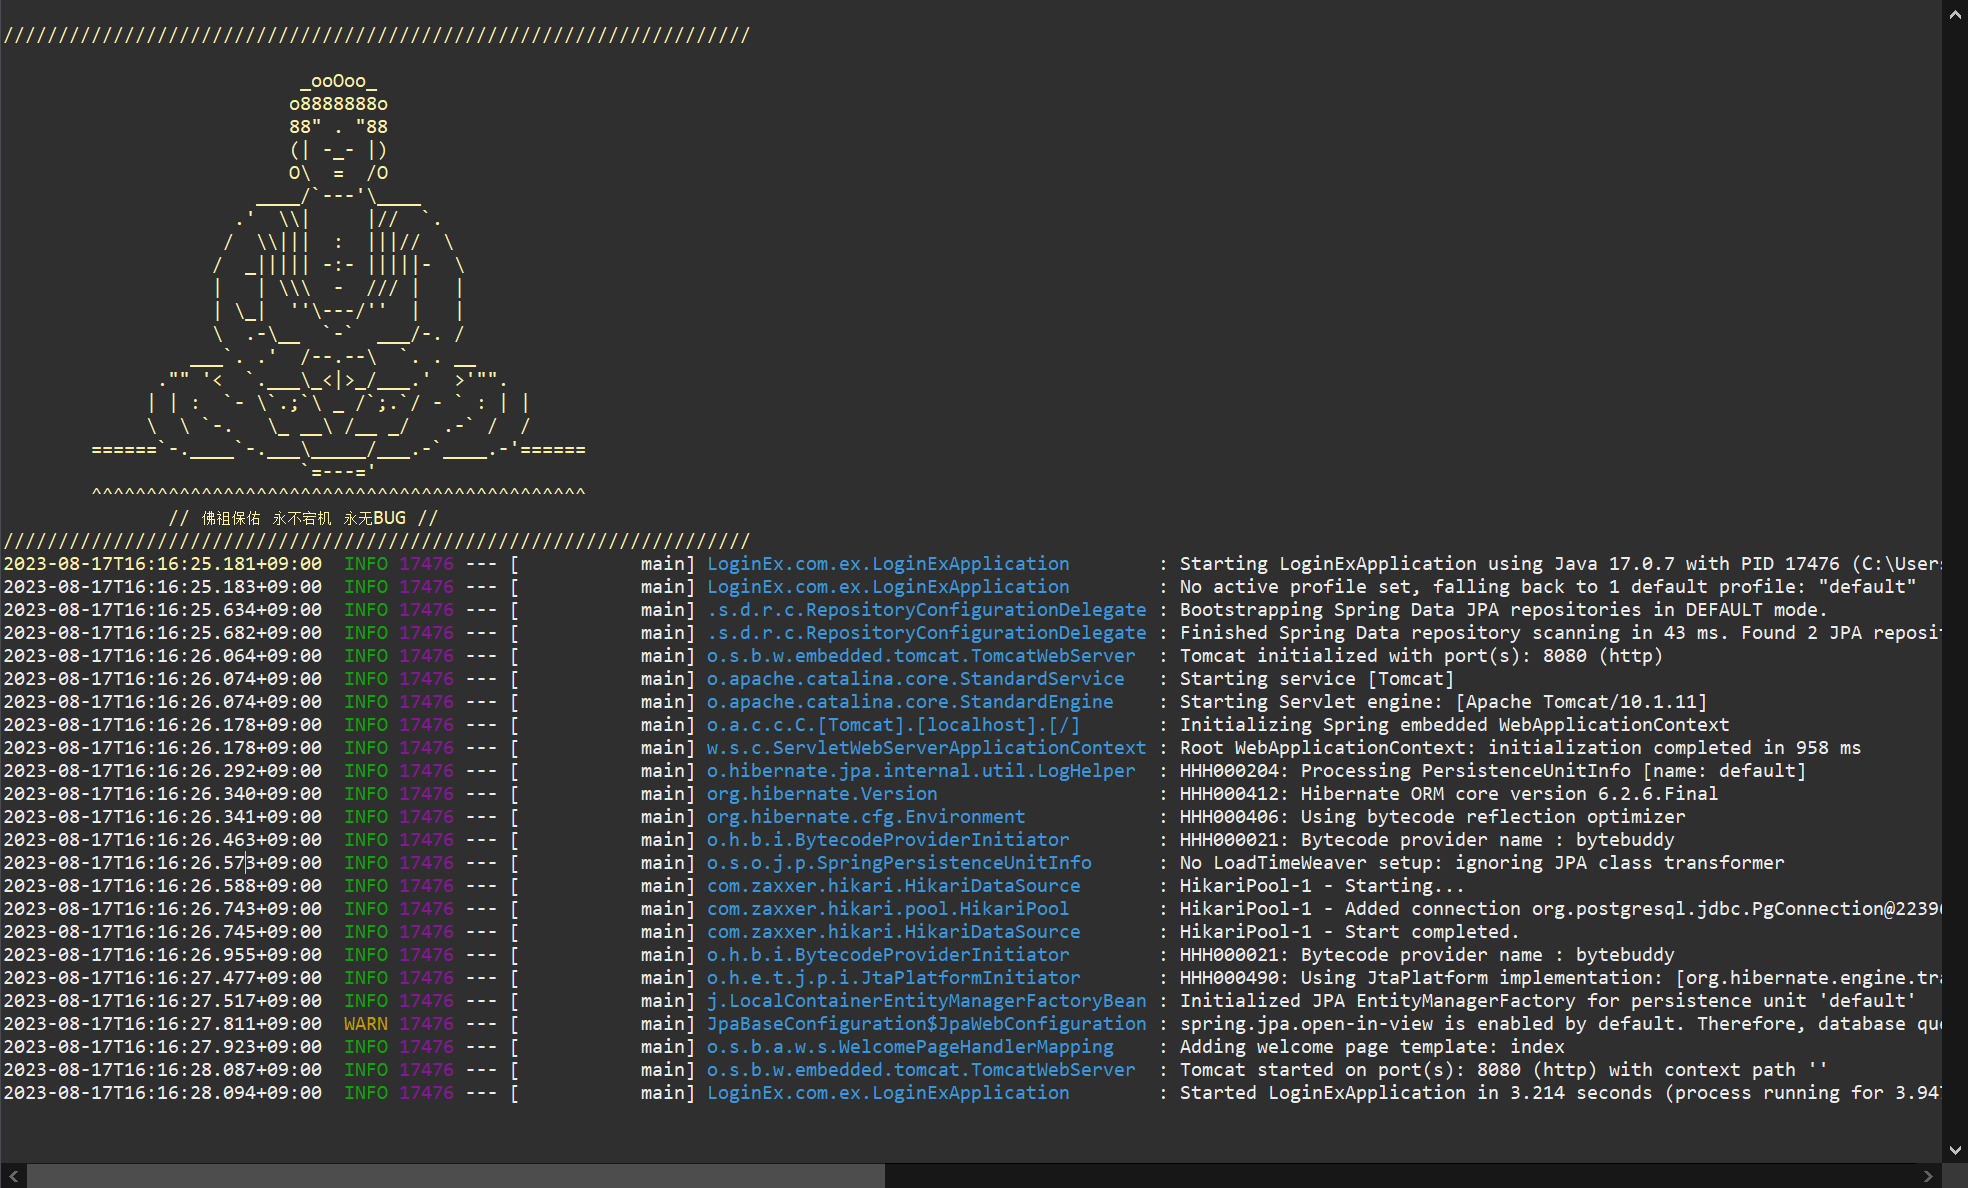 ///////////////////////////////////////////////////////////////////­/
                           _ooOoo_
                          o8888888o
                          88" . "88
                          (| -_- |)
                          O\  =  /O
                       ____/`---'\____
                     .'  \\|     |//  `.
                    /  \\|||  :  |||//  \
                   /  _||||| -:- |||||-  \
                   |   | \\\  -  /// |   |
                   | \_|  ''\---/''  |   |
                   \  .-\__  `-`  ___/-. /
                 ___`. .'  /--.--\  `. . __
              ."" '<  `.___\_<|>_/___.'  >'"".
             | | :  `- \`.;`\ _ /`;.`/ - ` : | |
             \  \ `-.   \_ __\ /__ _/   .-` /  /
        ======`-.____`-.___\_____/___.-`____.-'======
                           `=---='
        ^^^^^^^^^^^^^^^^^^^^^^^^^^^^^^^^^^^^^^^^^^^^^
               // 佛祖保佑 永不宕机 永无BUG //
////////////////////////////////////////////////////////////////////
2023-08-17T16:16:25.181+09:00  INFO 17476 --- [           main] LoginEx.com.ex.LoginExApplication        : Starting LoginExApplication using Java 17.0.7 with PID 17476 (C:\Users
2023-08-17T16:16:25.183+09:00  INFO 17476 --- [           main] LoginEx.com.ex.LoginExApplication        : No active profile set, falling back to 1 default profile: "default"
2023-08-17T16:16:25.634+09:00  INFO 17476 --- [           main] .s.d.r.c.RepositoryConfigurationDelegate : Bootstrapping Spring Data JPA repositories in DEFAULT mode.
2023-08-17T16:16:25.682+09:00  INFO 17476 --- [           main] .s.d.r.c.RepositoryConfigurationDelegate : Finished Spring Data repository scanning in 43 ms. Found 2 JPA reposit
2023-08-17T16:16:26.064+09:00  INFO 17476 --- [           main] o.s.b.w.embedded.tomcat.TomcatWebServer  : Tomcat initialized with port(s): 8080 (http)
2023-08-17T16:16:26.074+09:00  INFO 17476 --- [           main] o.apache.catalina.core.StandardService   : Starting service [Tomcat]
2023-08-17T16:16:26.074+09:00  INFO 17476 --- [           main] o.apache.catalina.core.StandardEngine    : Starting Servlet engine: [Apache Tomcat/10.1.11]
2023-08-17T16:16:26.178+09:00  INFO 17476 --- [           main] o.a.c.c.C.[Tomcat].[localhost].[/]       : Initializing Spring embedded WebApplicationContext
2023-08-17T16:16:26.178+09:00  INFO 17476 --- [           main] w.s.c.ServletWebServerApplicationContext : Root WebApplicationContext: initialization completed in 958 ms
2023-08-17T16:16:26.292+09:00  INFO 17476 --- [           main] o.hibernate.jpa.internal.util.LogHelper  : HHH000204: Processing PersistenceUnitInfo [name: default]
2023-08-17T16:16:26.340+09:00  INFO 17476 --- [           main] org.hibernate.Version                    : HHH000412: Hibernate ORM core version 6.2.6.Final
2023-08-17T16:16:26.341+09:00  INFO 17476 --- [           main] org.hibernate.cfg.Environment            : HHH000406: Using bytecode reflection optimizer
2023-08-17T16:16:26.463+09:00  INFO 17476 --- [           main] o.h.b.i.BytecodeProviderInitiator        : HHH000021: Bytecode provider name : bytebuddy
2023-08-17T16:16:26.573+09:00  INFO 17476 --- [           main] o.s.o.j.p.SpringPersistenceUnitInfo      : No LoadTimeWeaver setup: ignoring JPA class transformer
2023-08-17T16:16:26.588+09:00  INFO 17476 --- [           main] com.zaxxer.hikari.HikariDataSource       : HikariPool-1 - Starting...
2023-08-17T16:16:26.743+09:00  INFO 17476 --- [           main] com.zaxxer.hikari.pool.HikariPool        : HikariPool-1 - Added connection org.postgresql.jdbc.PgConnection@22396
2023-08-17T16:16:26.745+09:00  INFO 17476 --- [           main] com.zaxxer.hikari.HikariDataSource       : HikariPool-1 - Start completed.
2023-08-17T16:16:26.955+09:00  INFO 17476 --- [           main] o.h.b.i.BytecodeProviderInitiator        : HHH000021: Bytecode provider name : bytebuddy
2023-08-17T16:16:27.477+09:00  INFO 17476 --- [           main] o.h.e.t.j.p.i.JtaPlatformInitiator       : HHH000490: Using JtaPlatform implementation: [org.hibernate.engine.tra
2023-08-17T16:16:27.517+09:00  INFO 17476 --- [           main] j.LocalContainerEntityManagerFactoryBean : Initialized JPA EntityManagerFactory for persistence unit 'default'
2023-08-17T16:16:27.811+09:00  WARN 17476 --- [           main] JpaBaseConfiguration$JpaWebConfiguration : spring.jpa.open-in-view is enabled by default. Therefore, database que
2023-08-17T16:16:27.923+09:00  INFO 17476 --- [           main] o.s.b.a.w.s.WelcomePageHandlerMapping    : Adding welcome page template: index
2023-08-17T16:16:28.087+09:00  INFO 17476 --- [           main] o.s.b.w.embedded.tomcat.TomcatWebServer  : Tomcat started on port(s): 8080 (http) with context path ''
2023-08-17T16:16:28.094+09:00  INFO 17476 --- [           main] LoginEx.com.ex.LoginExApplication        : Started LoginExApplication in 3.214 seconds (process running for 3.947